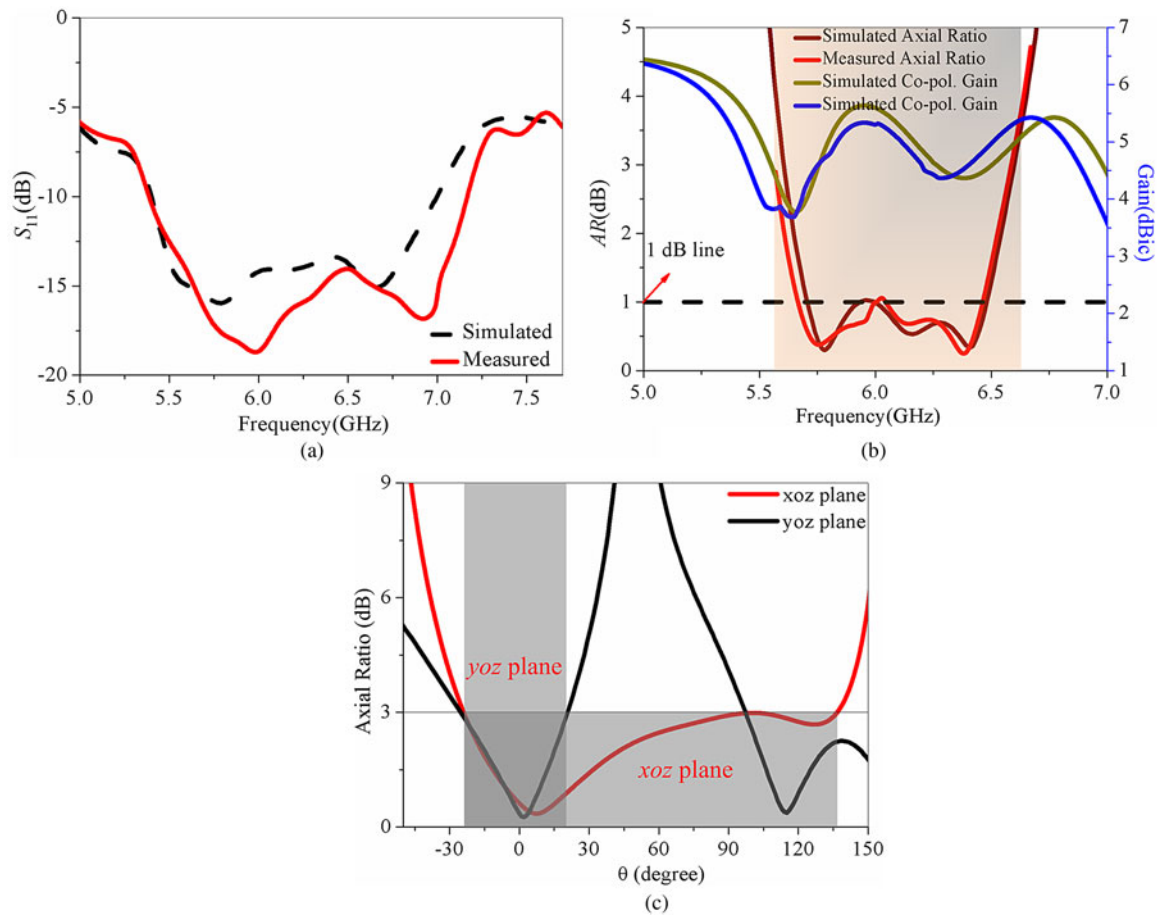 0
-5
-10
-15
-20
S11(dB)
Simulated
Measured
5.0 5.5 6.0 6.5 7.0 7.5
Frequency(GHz)
(a)
5
4
3
2
1
0
AR(dB)
Simulated Axial Ratio
Measured Axial Ratio
Simulated Co-pol. Gain
Simulated Co-pol. Gain
1 dB line
7
6
5
4
3
2
1
Gain(dBic)
5.0 5.5 6.0 6.5 7.0
Frequency(GHz)
(b)
9
6
3
0
Axial Ratio (dB)
xoz plane
yoz plane
yoz plane
xoz plane
-30 0 30 60 90 120 150
θ (degree)
(c)